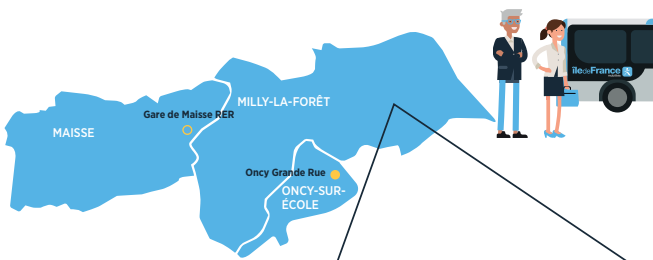 MILLY-LA-FORÊT
Gare de Maisse RER
MAISSE
Oncy Grande Rue
ONCY-SUR-
ÉCOLE
îledeFrance